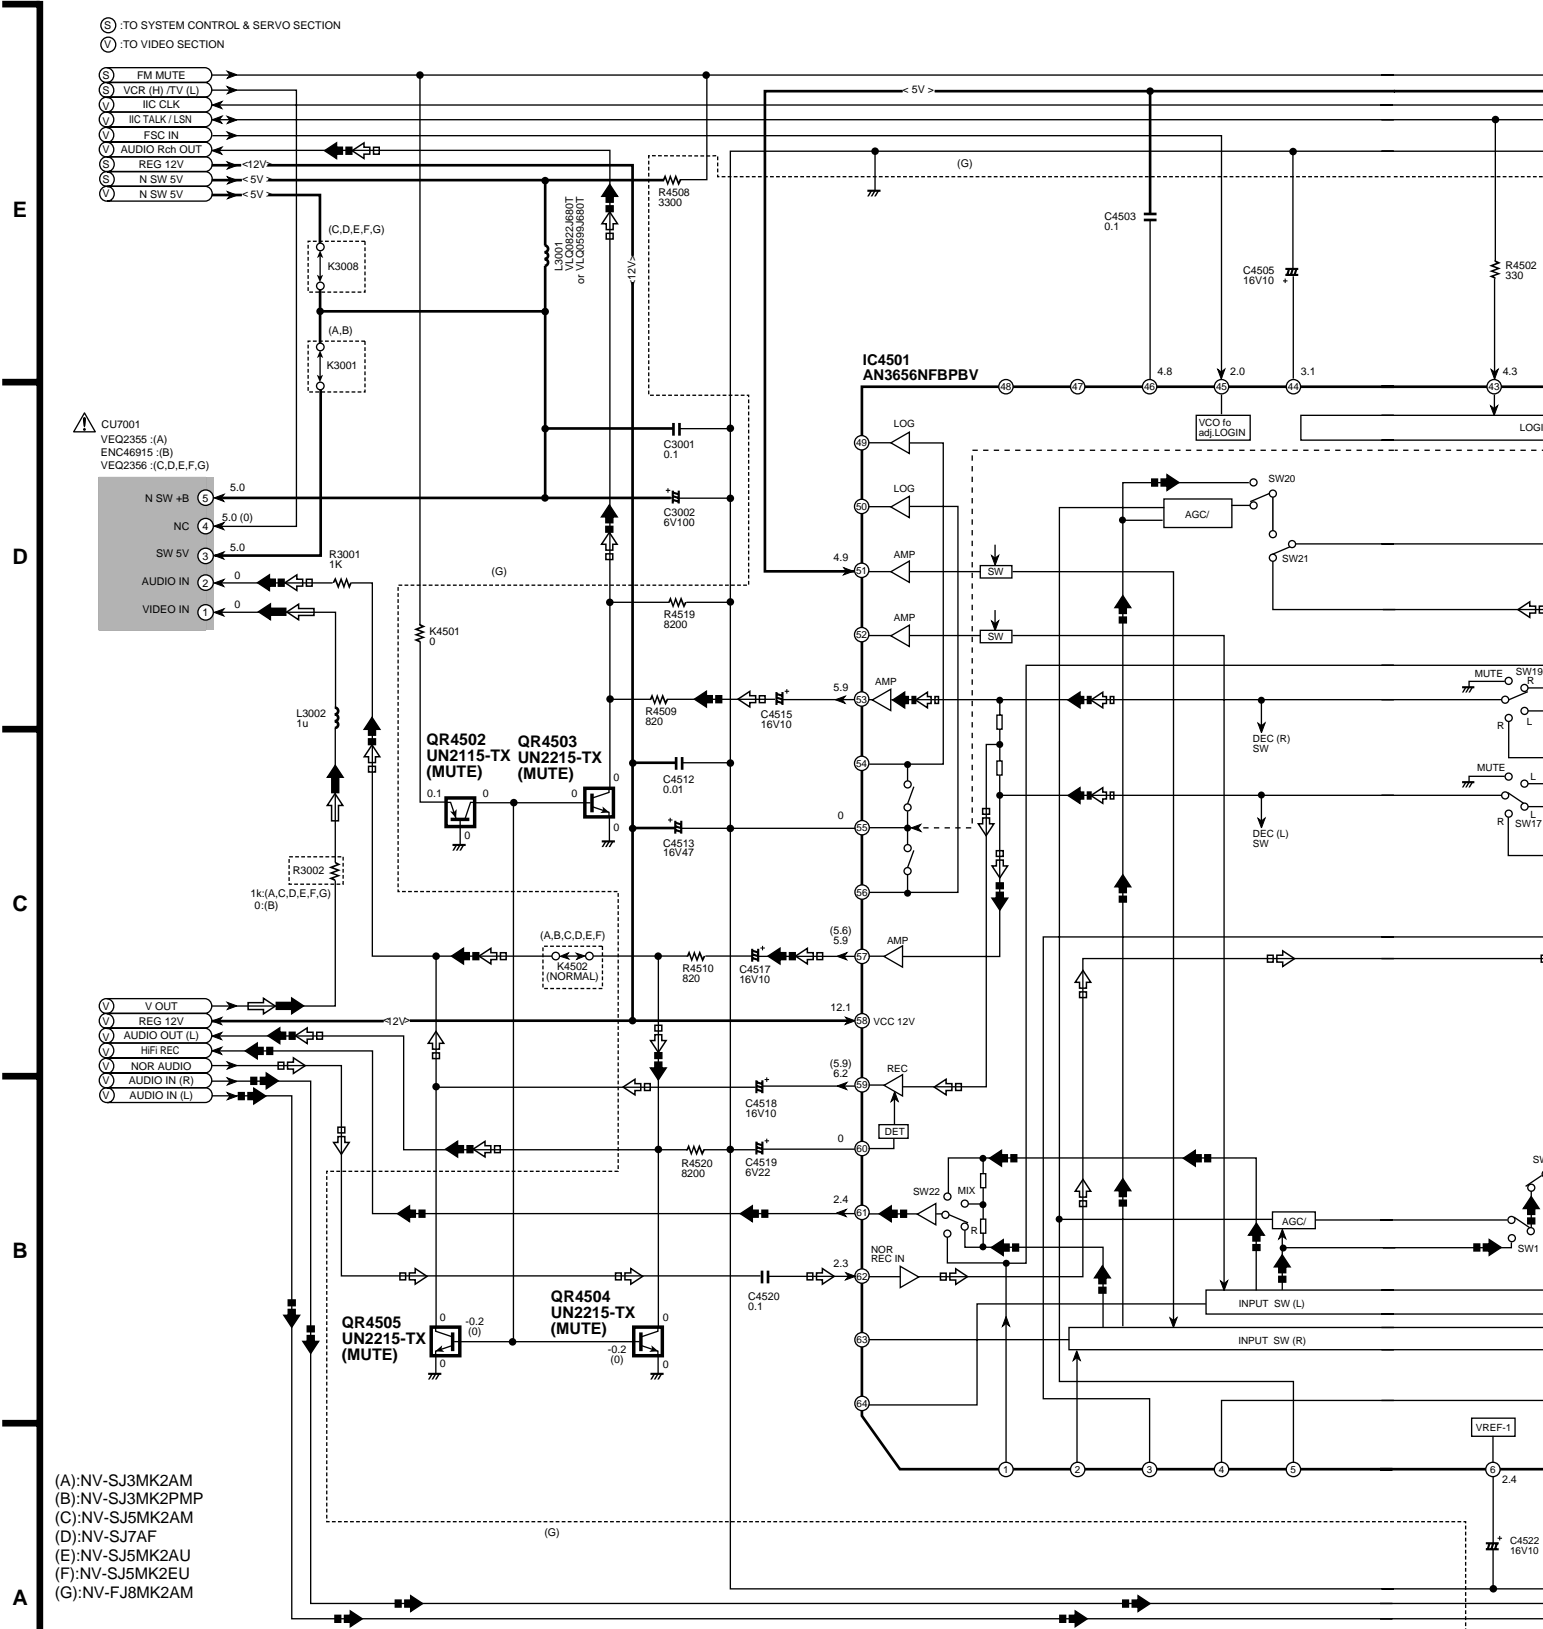 Ⓢ :TO SYSTEM CONTROL & SERVO SECTION
Ⓥ :TO VIDEO SECTION
S FM MUTE
S VCR (H) /TV (L)
V IIC CLK
V IIC TALK / LSN
V FSC IN
V AUDIO Rch OUT
S REG 12V <12V>
S N SW 5V < 5V >
V N SW 5V < 5V >
< 5V >
(G)
R4508
3300
L3001
VLQ0822J680T
or VLQ0599J680T
<12V>
E
(C,D,E,F,G)
K3008
(A,B)
K3001
C4503
0.1
C4505
16V10
+
R4502
330
IC4501
AN3656NFBPBV
4.8
2.0
3.1
4.3
48
47
46
45
44
43
VCO fo
adj.LOGIN
LOGI
CU7001
VEQ2355 :(A)
ENC46915 :(B)
VEQ2356 :(C,D,E,F,G)
N SW +B 5 5.0
NC 4 5.0 (0)
SW 5V 3 5.0
AUDIO IN 2 0
VIDEO IN 1 0
R3001
1K
C3001
0.1
+
C3002
6V100
D
(G)
K4501
0
R4519
8200
R4509
820
+
C4515
16V10
49
LOG
50
LOG
4.9
51
AMP
SW
52
AMP
SW
5.9
53
AMP
AGC/
SW20
SW21
MUTE
SW19
R
R
L
DEC (R)
SW
MUTE
L
L
R
SW17
DEC (L)
SW
L3002
1u
QR4502
UN2115-TX
(MUTE)
QR4503
UN2215-TX
(MUTE)
0.1
0
0
0
0
0
C4512
0.01
+
C4513
16V47
54
0
55
56
R3002
1k:(A,C,D,E,F,G)
0:(B)
C
(A,B,C,D,E,F)
K4502
(NORMAL)
R4510
820
+
C4517
16V10
(5.6)
5.9
57
AMP
V V OUT
V REG 12V <12V>
V AUDIO OUT (L)
V HiFi REC
V NOR AUDIO
V AUDIO IN (R)
V AUDIO IN (L)
12.1
58
VCC 12V
(5.9)
6.2
59
REC
+
C4518
16V10
DET
0
60
R4520
8200
+
C4519
6V22
2.4
61
SW22
MIX
R
B
2.3
62
NOR
REC IN
C4520
0.1
AGC/
SW
SW1
INPUT SW (L)
INPUT SW (R)
QR4505
UN2215-TX
(MUTE)
0
-0.2
(0)
0
QR4504
UN2215-TX
(MUTE)
-0.2
(0)
0
0
63
64
1
2
3
4
5
6
VREF-1
2.4
+
C4522
16V10
(G)
A
(A):NV-SJ3MK2AM
(B):NV-SJ3MK2PMP
(C):NV-SJ5MK2AM
(D):NV-SJ7AF
(E):NV-SJ5MK2AU
(F):NV-SJ5MK2EU
(G):NV-FJ8MK2AM